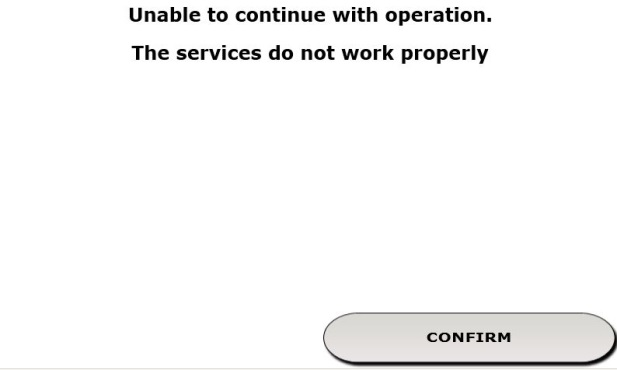 Unable to continue with operation.
The services do not work properly
CONFIRM